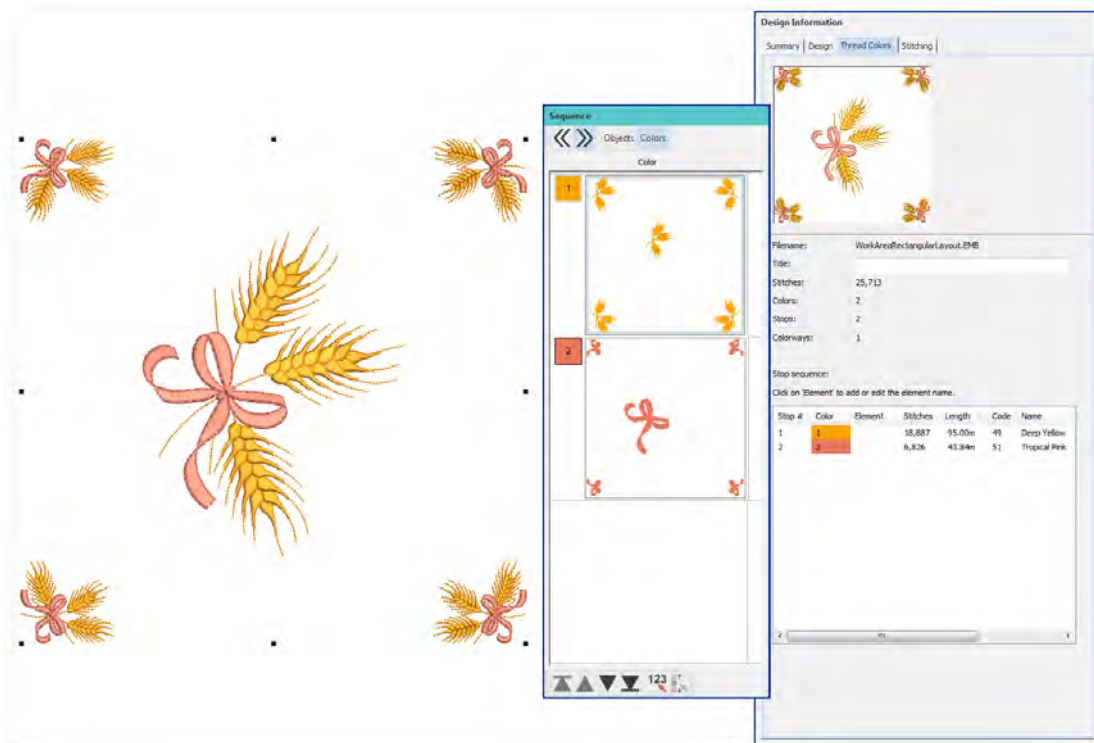 Design Information
Summary | Design | Thread Colors | Stitching |
Sequence
Objects Colors
Color
1
2
Filename: WorkAreaRectangularLayout.EMB
Title:
Stitches: 25,713
Colors: 2
Stops: 2
Colorways: 1
Stop sequence:
Click on 'Element' to add or edit the element name.
Stop # Color Element Stitches Length Code Name
1 1 18,887 95.00m 49 Deep Yellow
2 2 6,826 43.84m 51 Tropical Pink
123